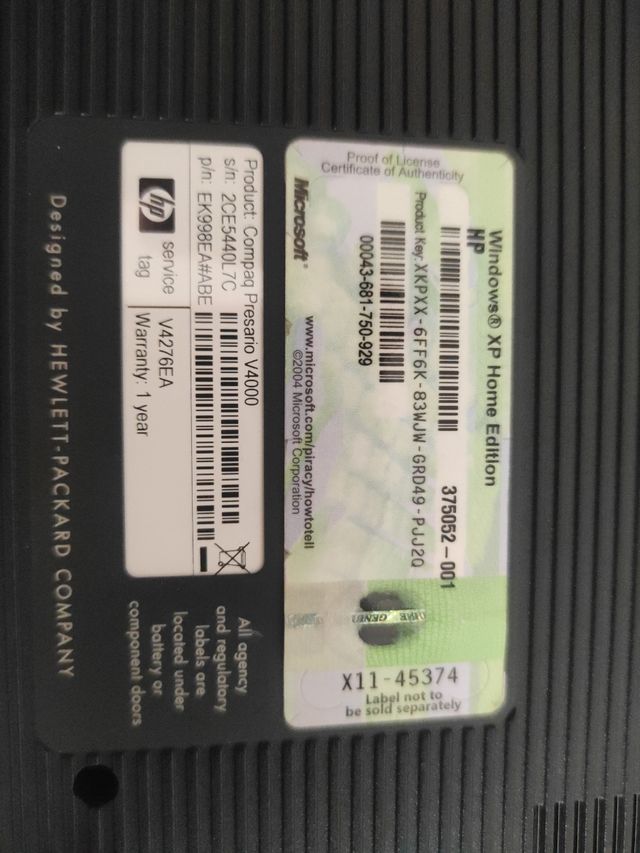 Proof of License
Certificate of Authenticity
Windows® XP Home Edition
HP
375052-001
Product Key: XKPXX-6FF6K-83WJW-GRD49-PJJ2Q
00043-681-750-929
Microsoft®
www.microsoft.com/piracy/howtotell
©2004 Microsoft Corporation
GENUINE
X11-45374
Label not to
be sold separately
Product: Compaq Presario V4000
s/n: 2CE5440L7C
p/n: EK998EA#ABE
hp
service
tag
V4276EA
Warranty: 1 year
All agency
and regulatory
labels are
located under
battery or
component doors
Designed by HEWLETT-PACKARD COMPANY